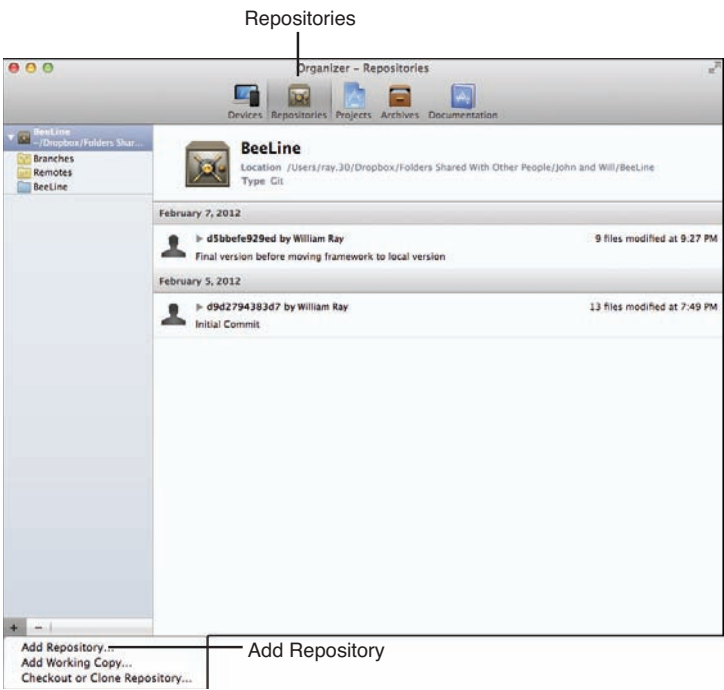 Repositories
Organizer – Repositories
Devices Repositories Projects Archives Documentation
BeeLine
~/Dropbox/Folders Shar...
Branches
Remotes
BeeLine
BeeLine
Location /Users/ray.30/Dropbox/Folders Shared With Other People/John and Will/BeeLine
Type Git
February 7, 2012
d5bbefe929ed by William Ray 9 files modified at 9:27 PM
Final version before moving framework to local version
February 5, 2012
d9d2794383d7 by William Ray 13 files modified at 7:49 PM
Initial Commit
+ –
Add Repository...
Add Repository
Add Working Copy...
Checkout or Clone Repository...